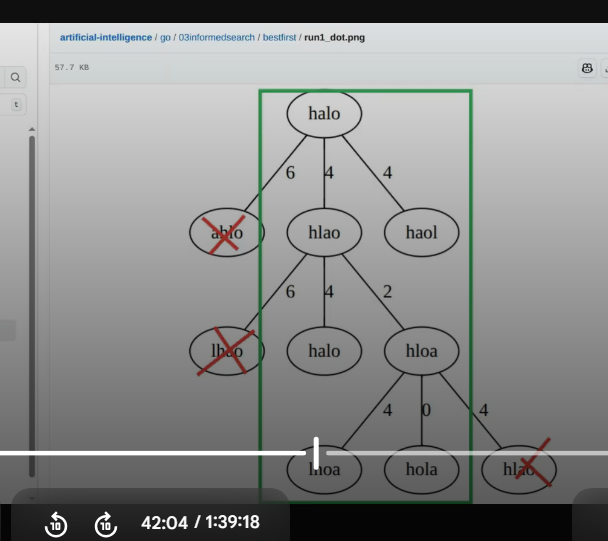 artificial-intelligence / go / 03informedsearch / bestfirst / run1_dot.png
57.7 KB
t
halo
6 4 4
ahlo hlao haol
6 4 2
lhao halo hloa
4 0 4
lhoa hola hlao
10 10 42:04 / 1:39:18